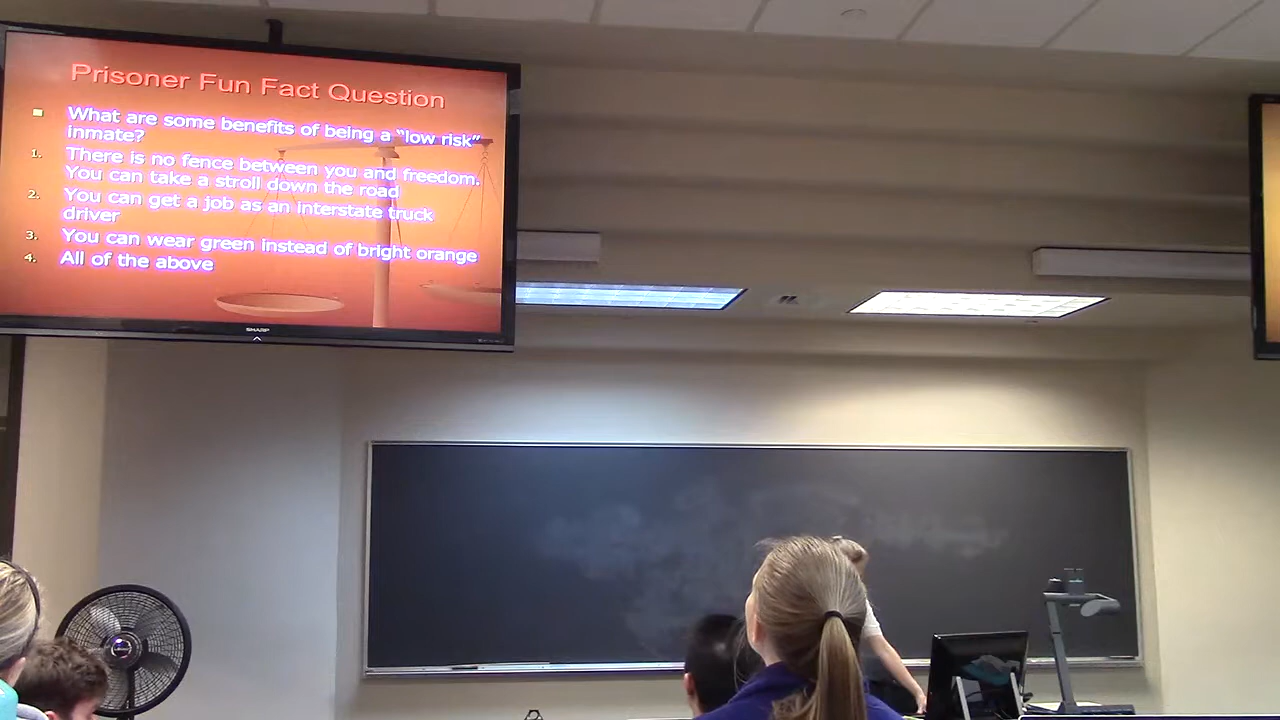 Prisoner Fun Fact Question
What are some benefits of being a “low risk”
inmate?
1. There is no fence between you and freedom.
You can take a stroll down the road
2. You can get a job as an interstate truck
driver
3. You can wear green instead of bright orange
4. All of the above
SHARP